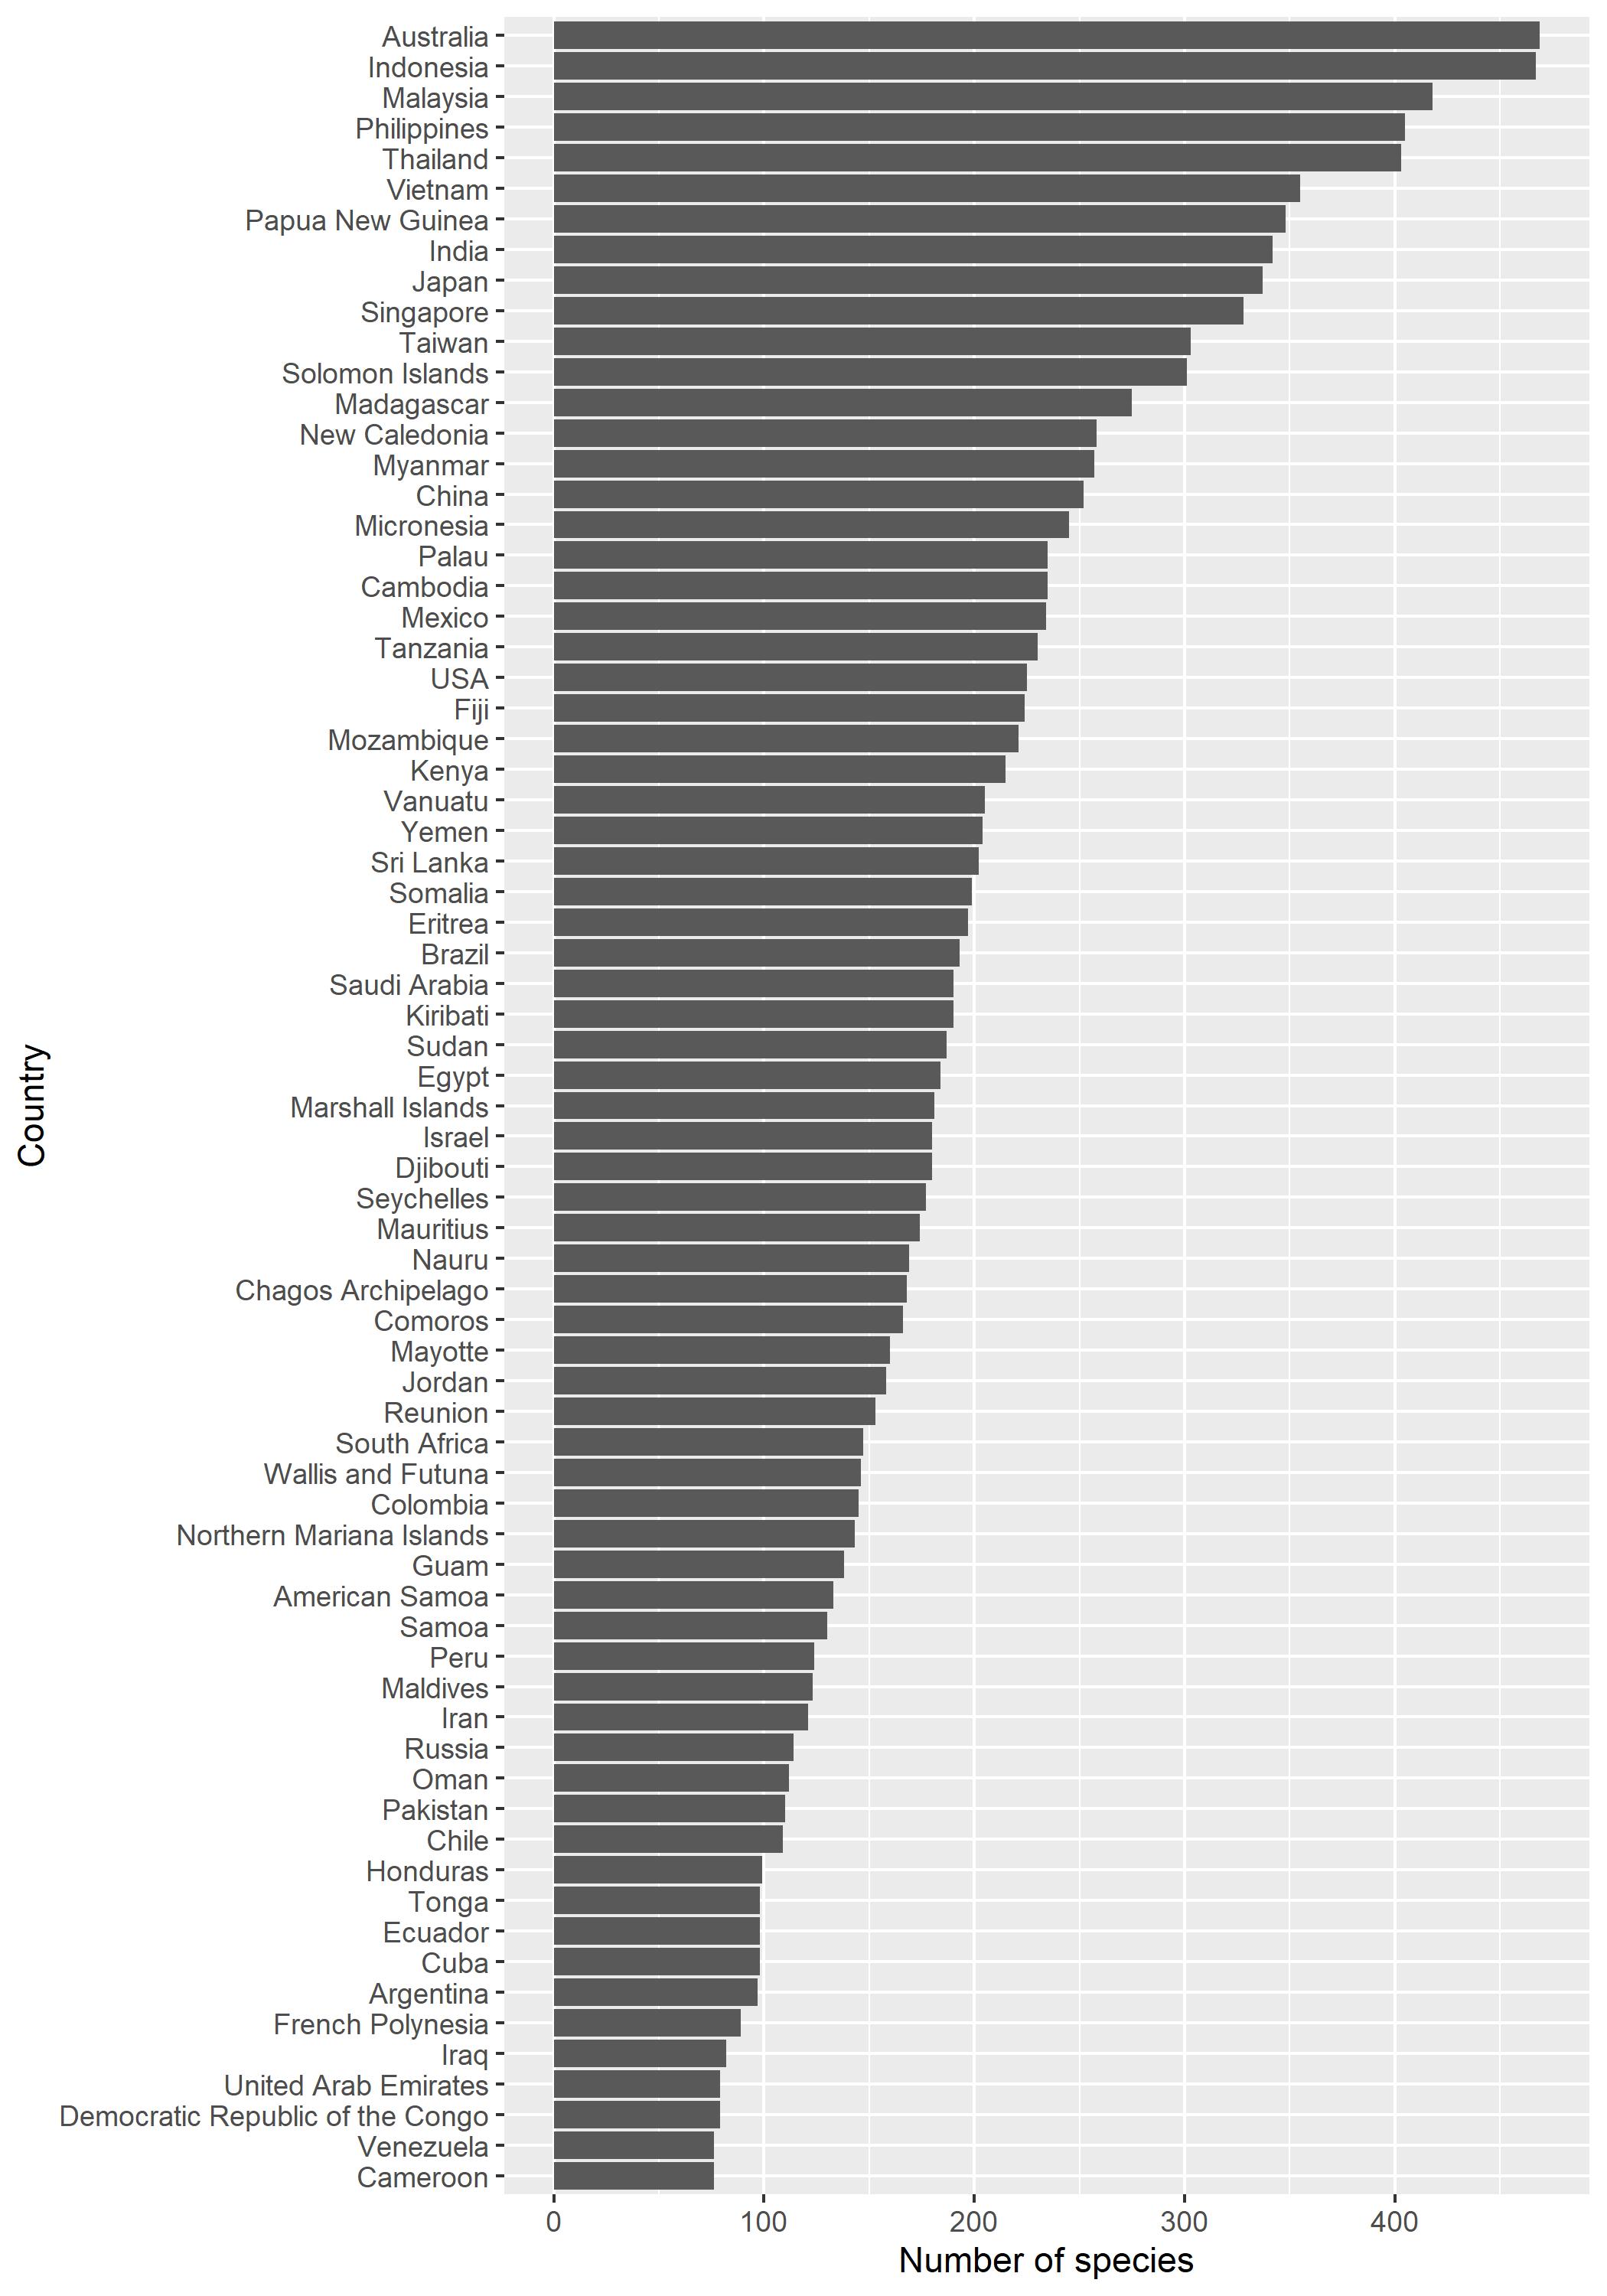 Australia
Indonesia
Malaysia
Philippines
Thailand
Vietnam
Papua New Guinea
India
Japan
Singapore
Taiwan
Solomon Islands
Madagascar
New Caledonia
Myanmar
China
Micronesia
Palau
Cambodia
Mexico
Tanzania
USA
Fiji
Mozambique
Kenya
Vanuatu
Yemen
Sri Lanka
Somalia
Eritrea
Brazil
Saudi Arabia
Kiribati
Sudan
Egypt
Marshall Islands
Israel
Djibouti
Seychelles
Mauritius
Nauru
Chagos Archipelago
Comoros
Mayotte
Jordan
Reunion
South Africa
Wallis and Futuna
Colombia
Northern Mariana Islands
Guam
American Samoa
Samoa
Peru
Maldives
Iran
Russia
Oman
Pakistan
Chile
Honduras
Tonga
Ecuador
Cuba
Argentina
French Polynesia
Iraq
United Arab Emirates
Democratic Republic of the Congo
Venezuela
Cameroon
Country
0 100 200 300 400
Number of species